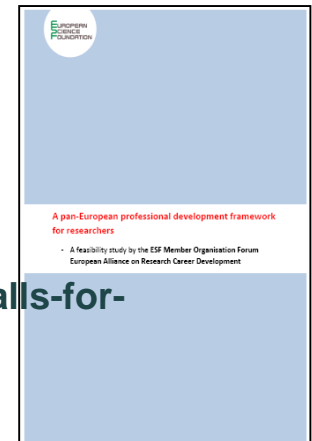 EUROPEAN
SCIENCE
FOUNDATION
A pan-European professional development framework
for researchers
- A feasibility study by the ESF Member Organisation Forum
European Alliance on Research Career Development
alls-for-